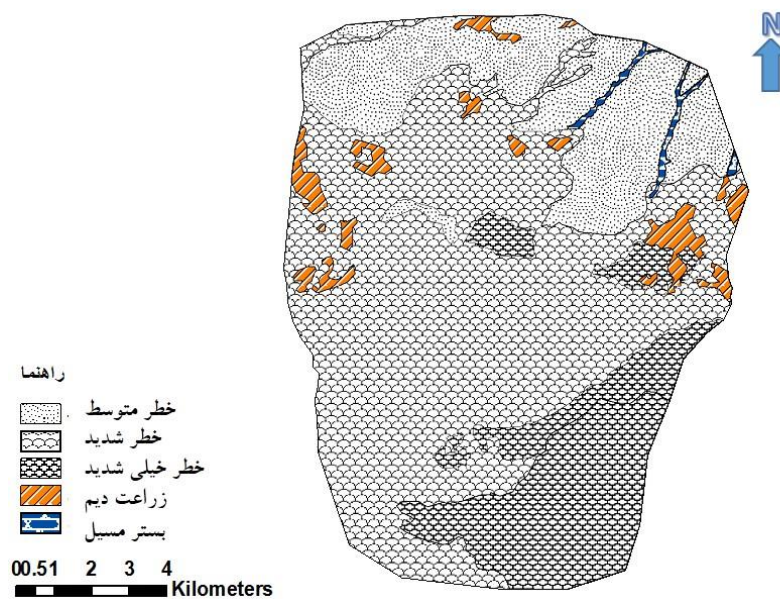 N
راهنما
خطر متوسط
خطر شدید
خطر خیلی شدید
زراعت دیم
بستر مسیل
00.51 2 3 4
Kilometers